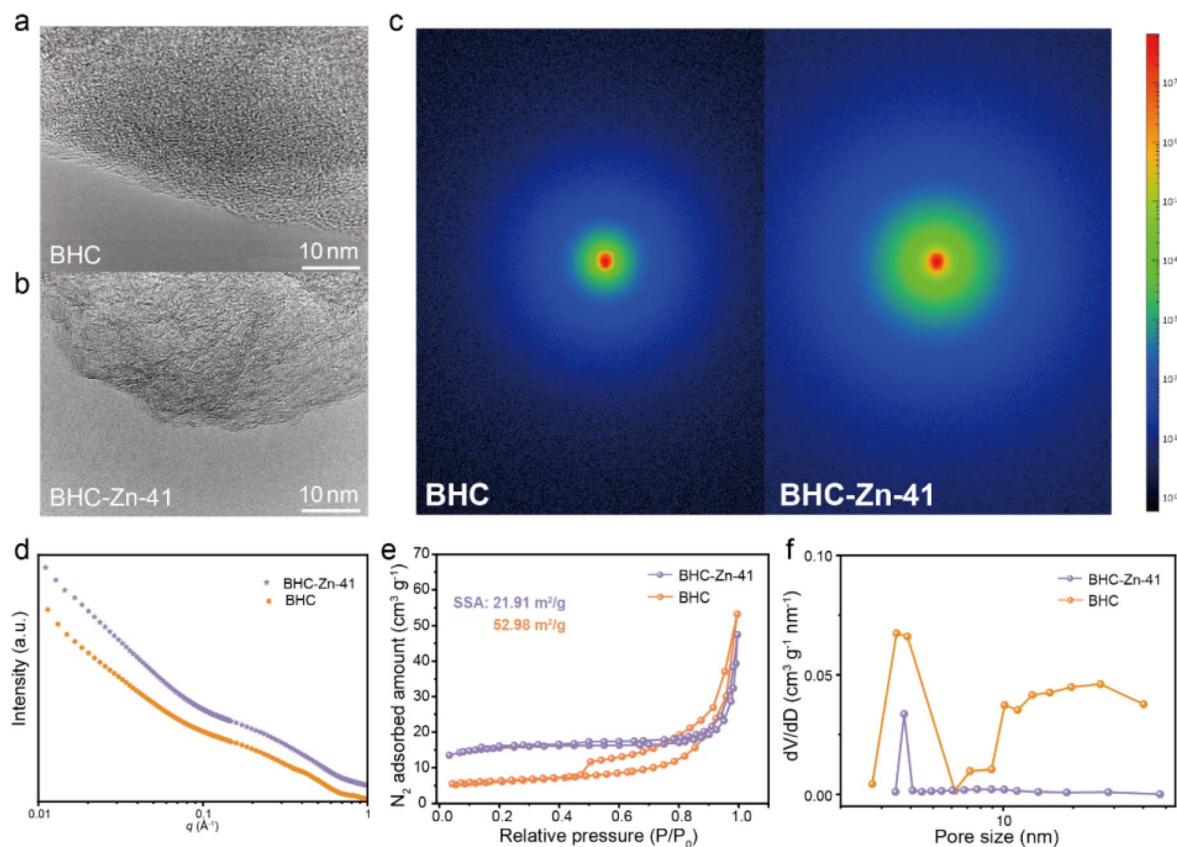 a
BHC
10 nm
b
BHC-Zn-41
10 nm
c
BHC
BHC-Zn-41
10⁷
10⁶
10⁴
d
BHC-Zn-41
BHC
Intensity (a.u.)
0.01
0.1
1
q (Å⁻¹)
e
BHC-Zn-41
BHC
SSA: 21.91 m²/g
52.98 m²/g
N₂ adsorbed amount (cm³ g⁻¹)
70
60
50
40
30
20
10
0
0.0 0.2 0.4 0.6 0.8 1.0
Relative pressure (P/P₀)
f
BHC-Zn-41
BHC
dV/dD (cm³ g⁻¹ nm⁻¹)
0.10
0.05
0.00
10
Pore size (nm)